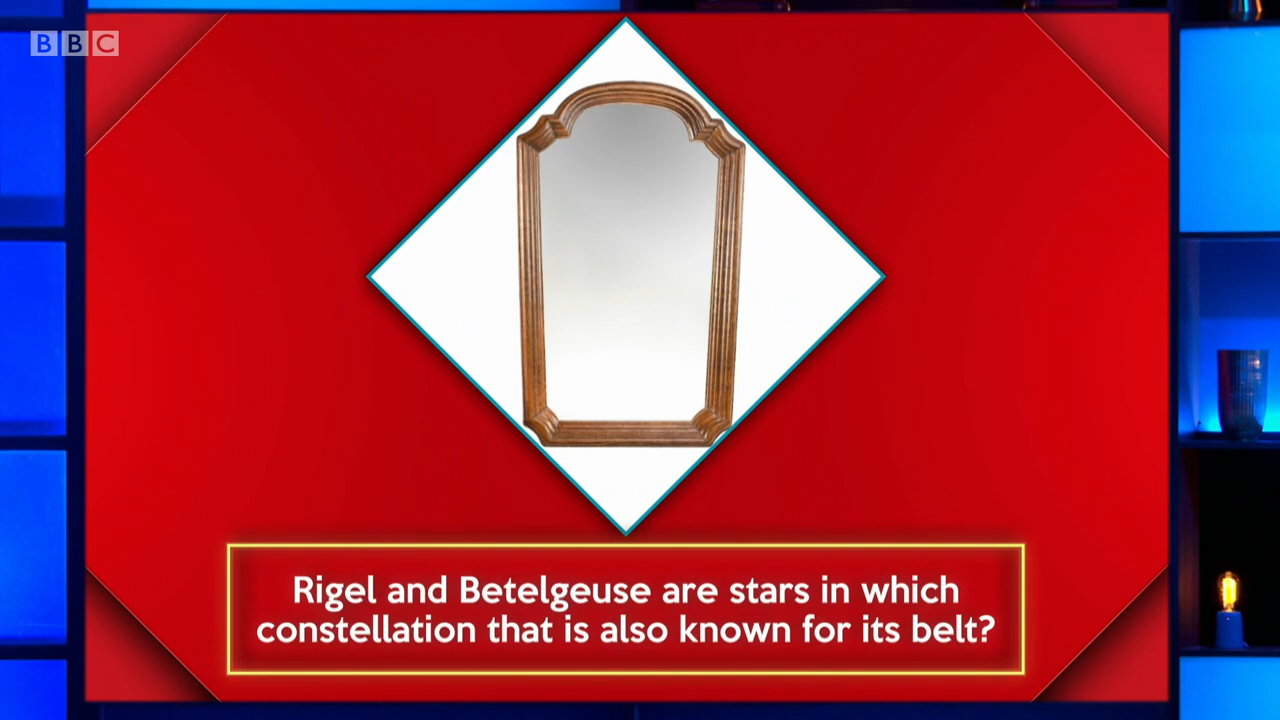 BBC
Rigel and Betelgeuse are stars in which
constellation that is also known for its belt?